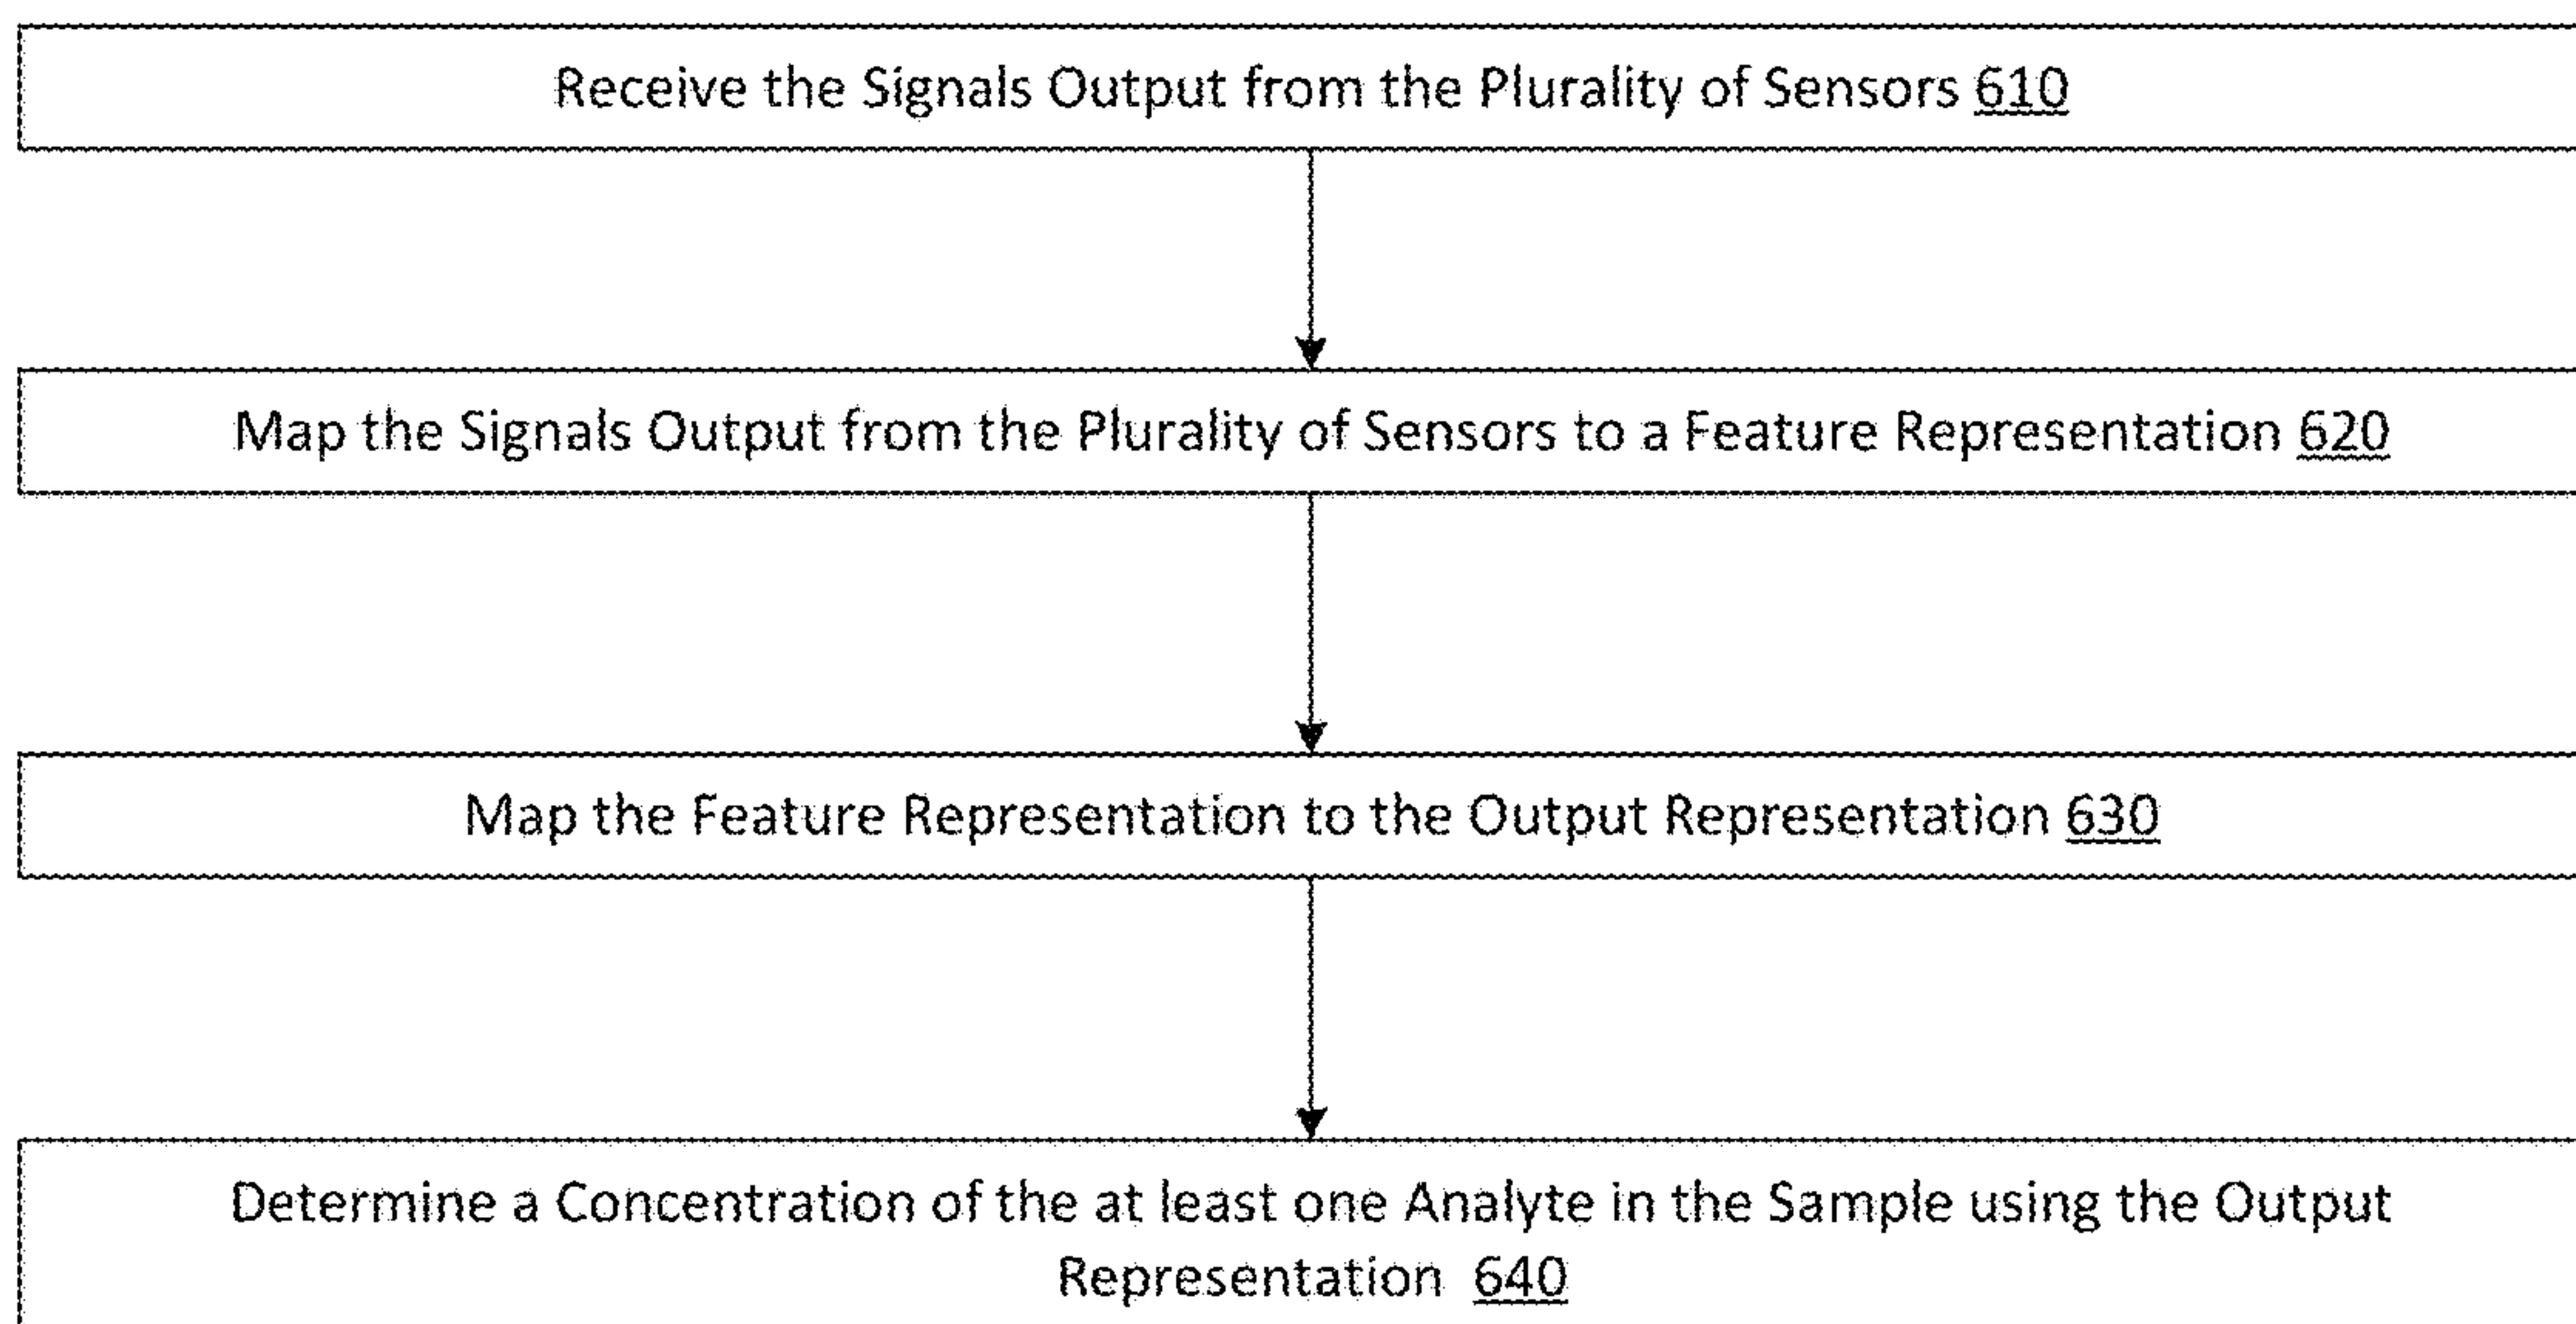 Receive the Signals Output from the Plurality of Sensors 610
Map the Signals Output from the Plurality of Sensors to a Feature Representation 620
Map the Feature Representation to the Output Representation 630
Determine a Concentration of the at least one Analyte in the Sample using the Output
Representation 640